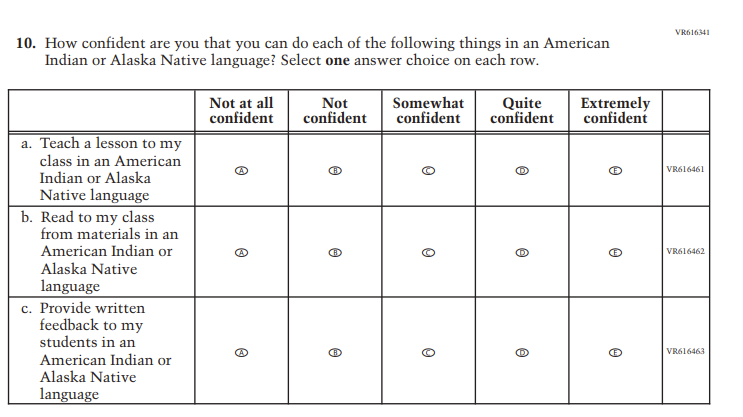 VR616341
10. How confident are you that you can do each of the following things in an American
Indian or Alaska Native language? Select one answer choice on each row.
Not at all confident
Not confident
Somewhat confident
Quite confident
Extremely confident
a. Teach a lesson to my
class in an American
Indian or Alaska
Native language
A B C D E VR616461
b. Read to my class
from materials in an
American Indian or
Alaska Native
language
A B C D E VR616462
c. Provide written
feedback to my
students in an
American Indian or
Alaska Native
language
A B C D E VR616463